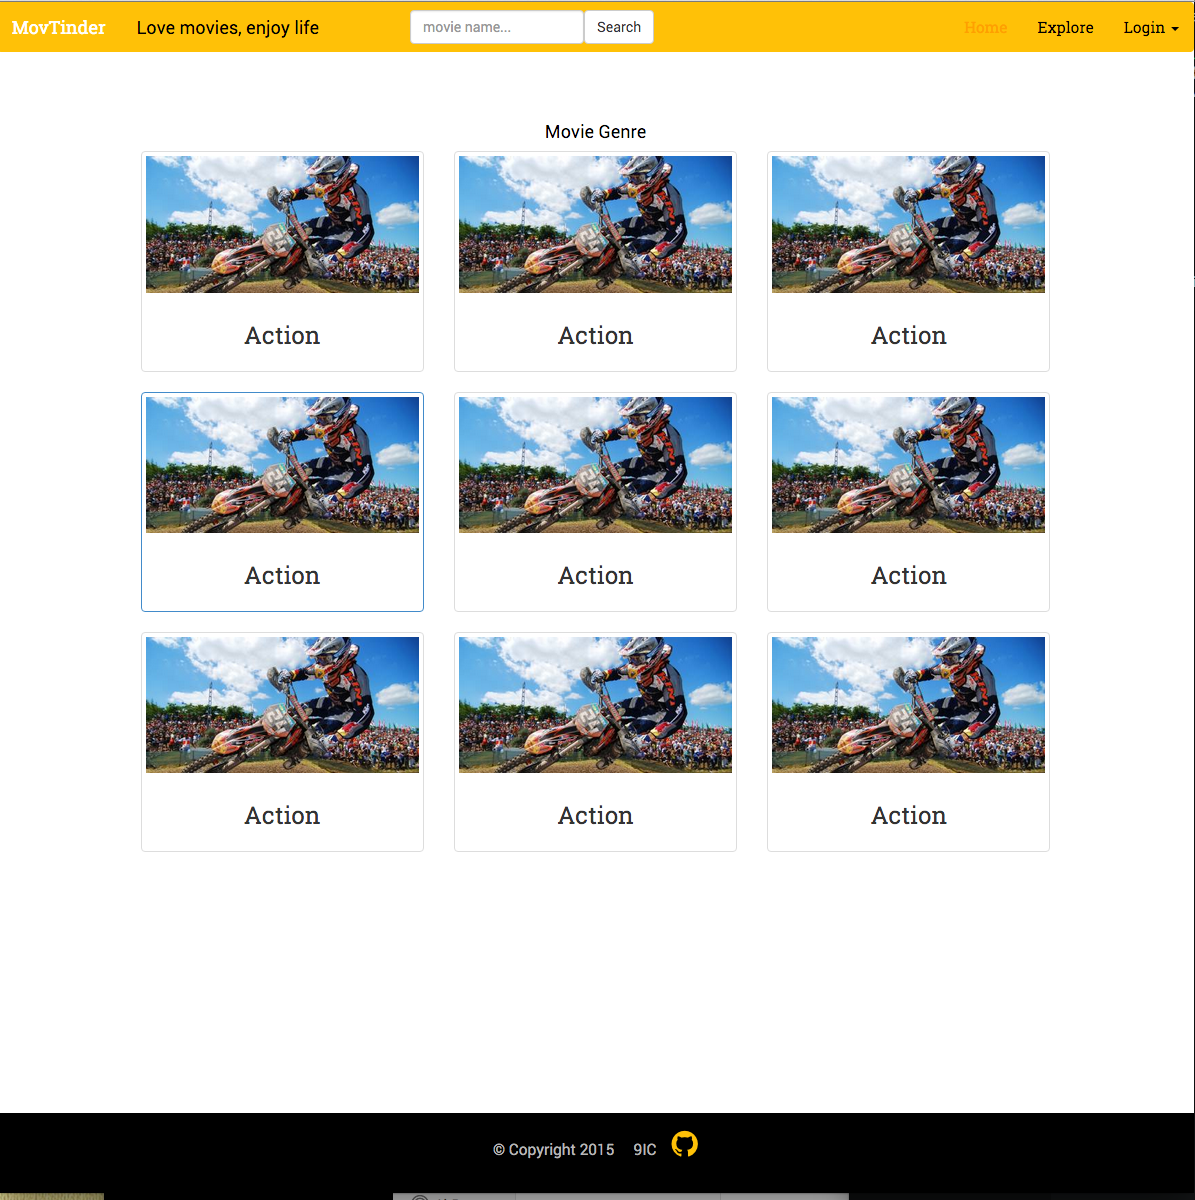 MovTinder Love movies, enjoy life movie name... Search Home Explore Login
Movie Genre
Action Action Action
Action Action Action
Action Action Action
© Copyright 2015 9IC